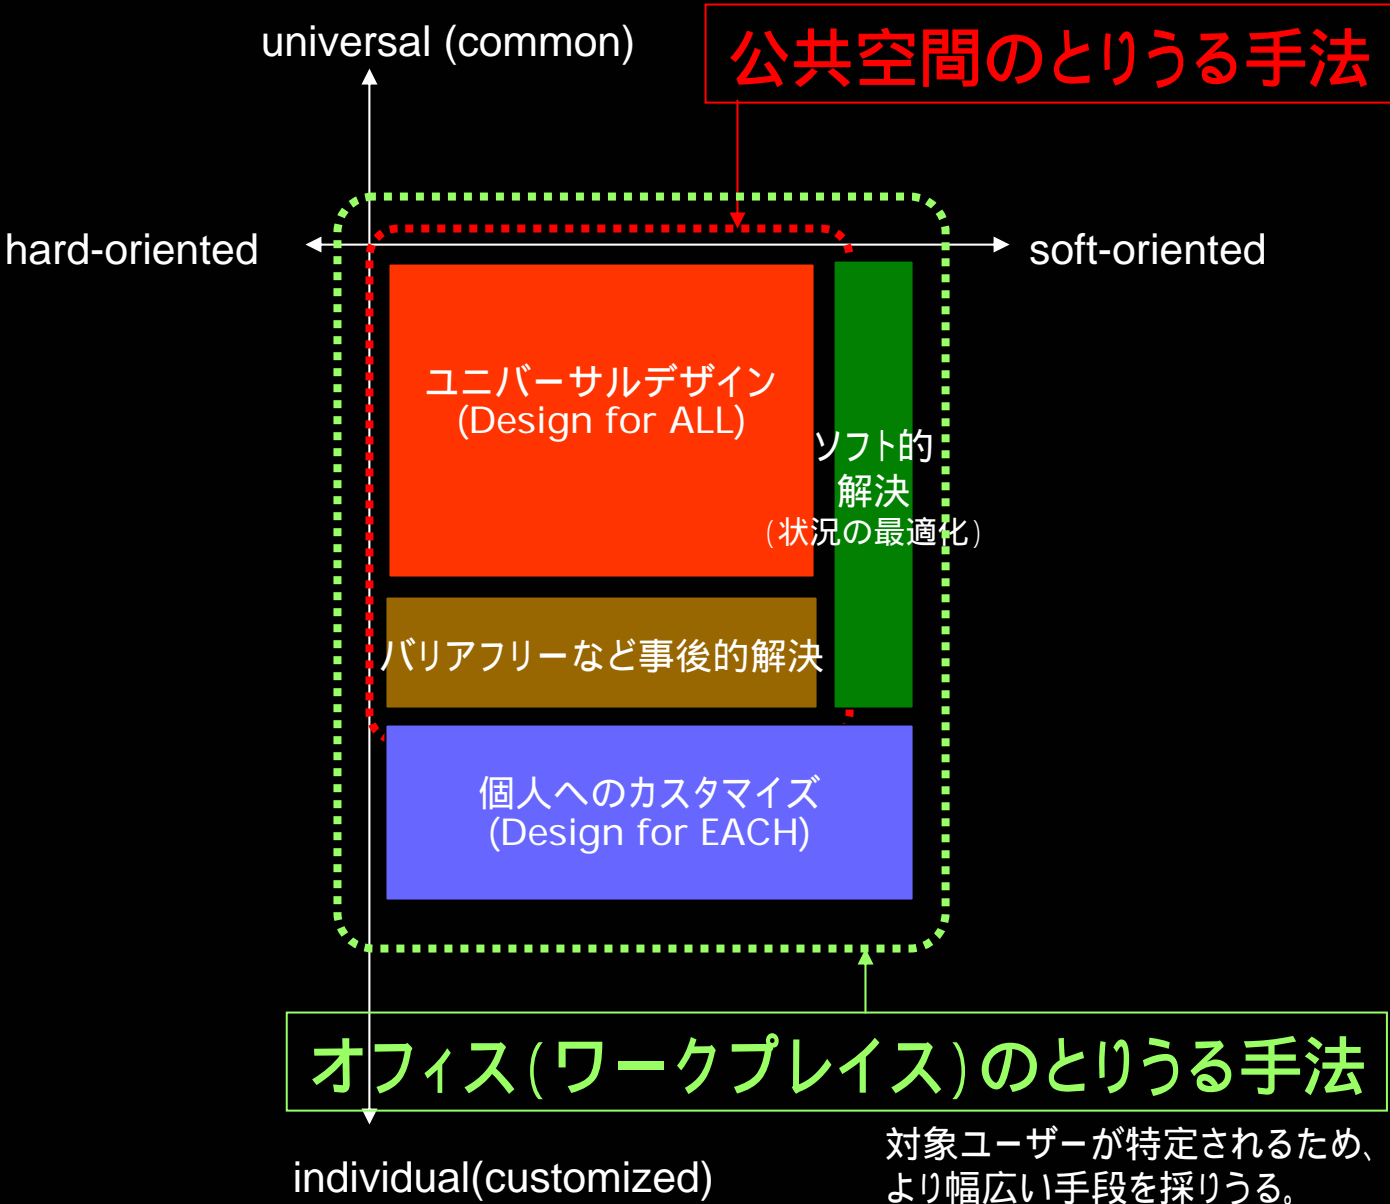 universal (common)
公共空間のとりうる手法
hard-oriented
soft-oriented
ユニバーサルデザイン
(Design for ALL)
ソフト的
解決
(状況の最適化)
バリアフリーなど事後的解決
個人へのカスタマイズ
(Design for EACH)
オフィス(ワークプレイス)のとりうる手法
individual(customized)
対象ユーザーが特定されるため、
より幅広い手段を採りうる。